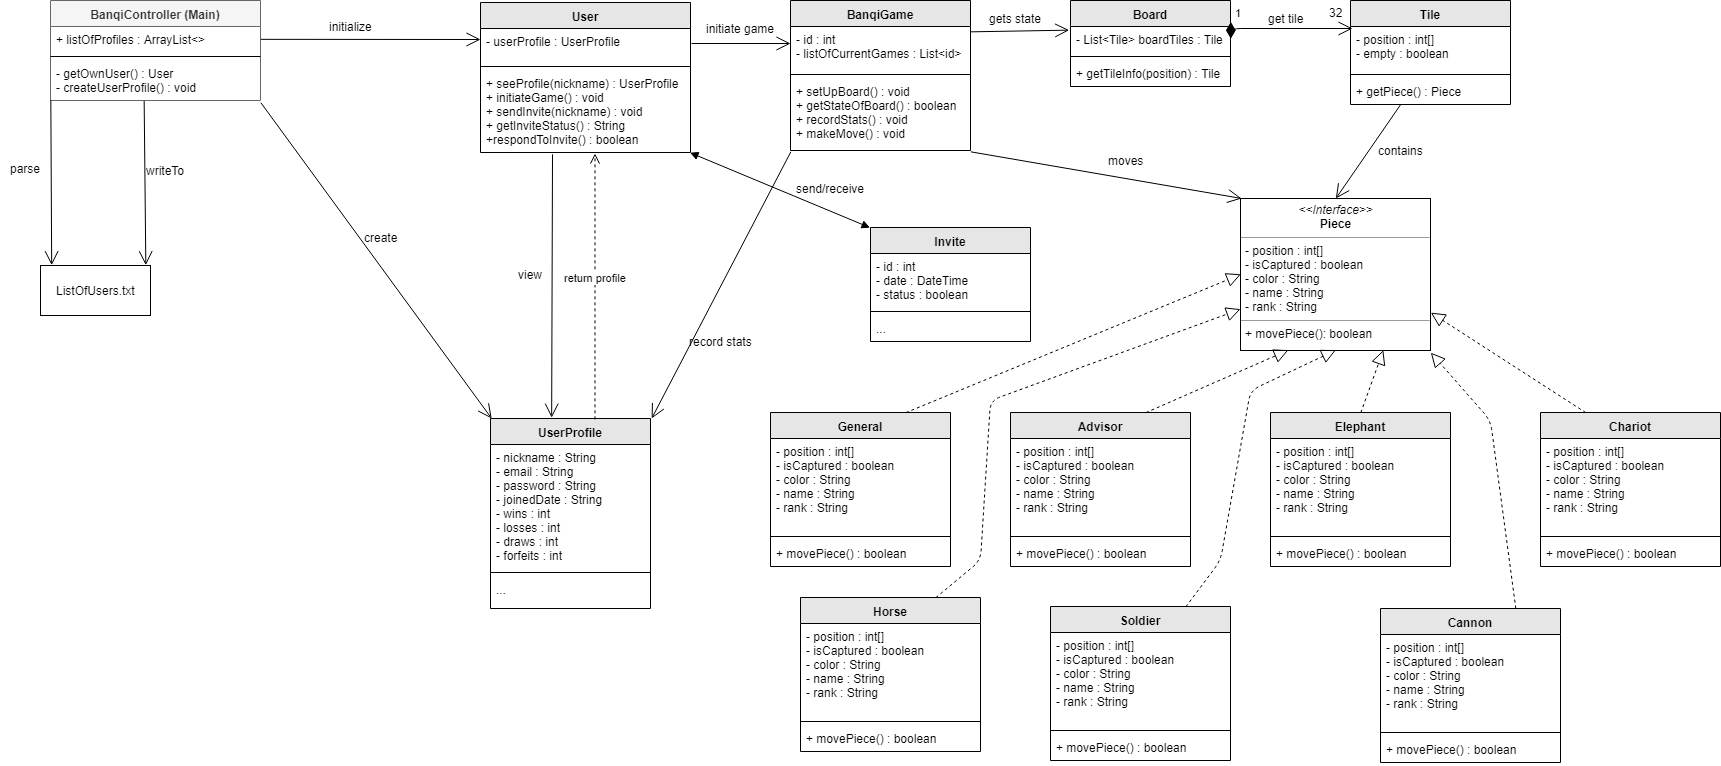 BanqiController (Main)
+ listOfProfiles : ArrayList<>
- getOwnUser() : User
- createUserProfile() : void
initialize
User
- userProfile : UserProfile
+ seeProfile(nickname) : UserProfile
+ initiateGame() : void
+ sendInvite(nickname) : void
+ getInviteStatus() : String
+respondToInvite() : boolean
initiate game
BanqiGame
- id : int
- listOfCurrentGames : List<id>
+ setUpBoard() : void
+ getStateOfBoard() : boolean
+ recordStats() : void
+ makeMove() : void
gets state
Board
- List<Tile> boardTiles : Tile
+ getTileInfo(position) : Tile
1
get tile
32
Tile
- position : int[]
- empty : boolean
+ getPiece() : Piece
parse
writeTo
create
view
return profile
send/receive
record stats
moves
contains
ListOfUsers.txt
Invite
- id : int
- date : DateTime
- status : boolean
...
<<Interface>>
Piece
- position : int[]
- isCaptured : boolean
- color : String
- name : String
- rank : String
+ movePiece(): boolean
UserProfile
- nickname : String
- email : String
- password : String
- joinedDate : String
- wins : int
- losses : int
- draws : int
- forfeits : int
...
General
- position : int[]
- isCaptured : boolean
- color : String
- name : String
- rank : String
+ movePiece() : boolean
Advisor
- position : int[]
- isCaptured : boolean
- color : String
- name : String
- rank : String
+ movePiece() : boolean
Elephant
- position : int[]
- isCaptured : boolean
- color : String
- name : String
- rank : String
+ movePiece() : boolean
Chariot
- position : int[]
- isCaptured : boolean
- color : String
- name : String
- rank : String
+ movePiece() : boolean
Horse
- position : int[]
- isCaptured : boolean
- color : String
- name : String
- rank : String
+ movePiece() : boolean
Soldier
- position : int[]
- isCaptured : boolean
- color : String
- name : String
- rank : String
+ movePiece() : boolean
Cannon
- position : int[]
- isCaptured : boolean
- color : String
- name : String
- rank : String
+ movePiece() : boolean